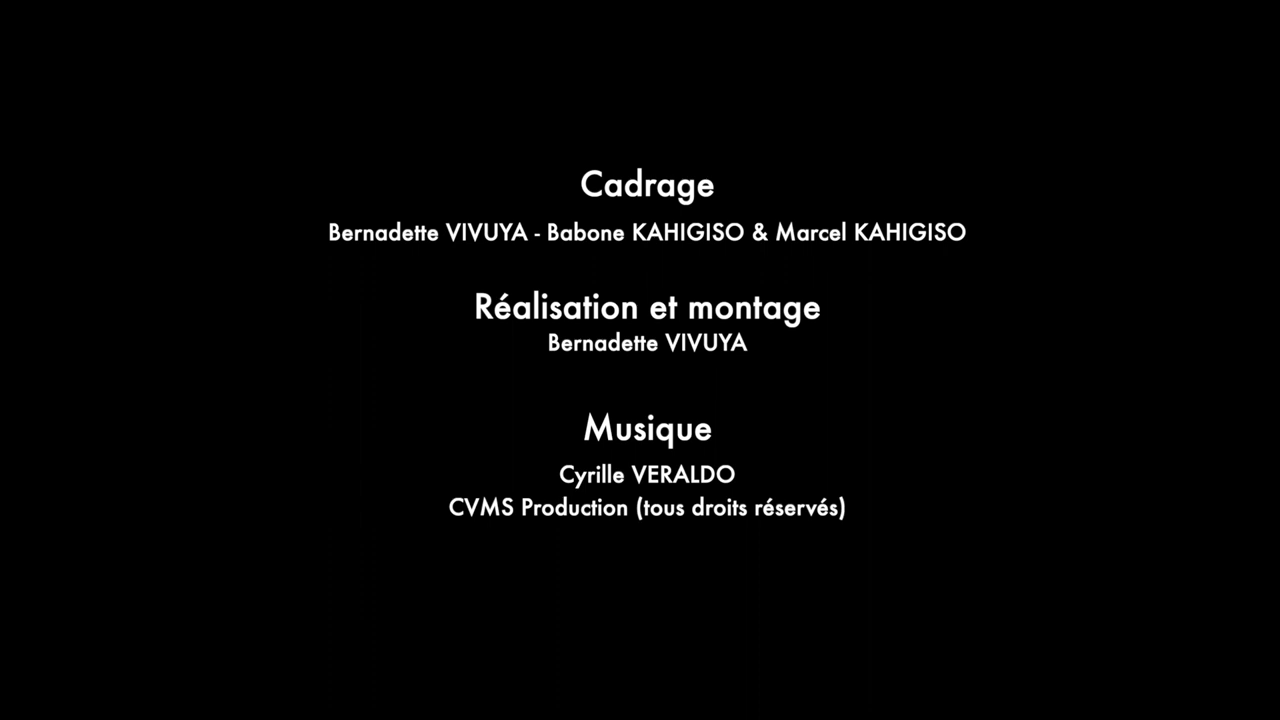 Cadrage
Bernadette VIVUYA - Babone KAHIGISO & Marcel KAHIGISO
Réalisation et montage
Bernadette VIVUYA
Musique
Cyrille VERALDO
CVMS Production (tous droits réservés)